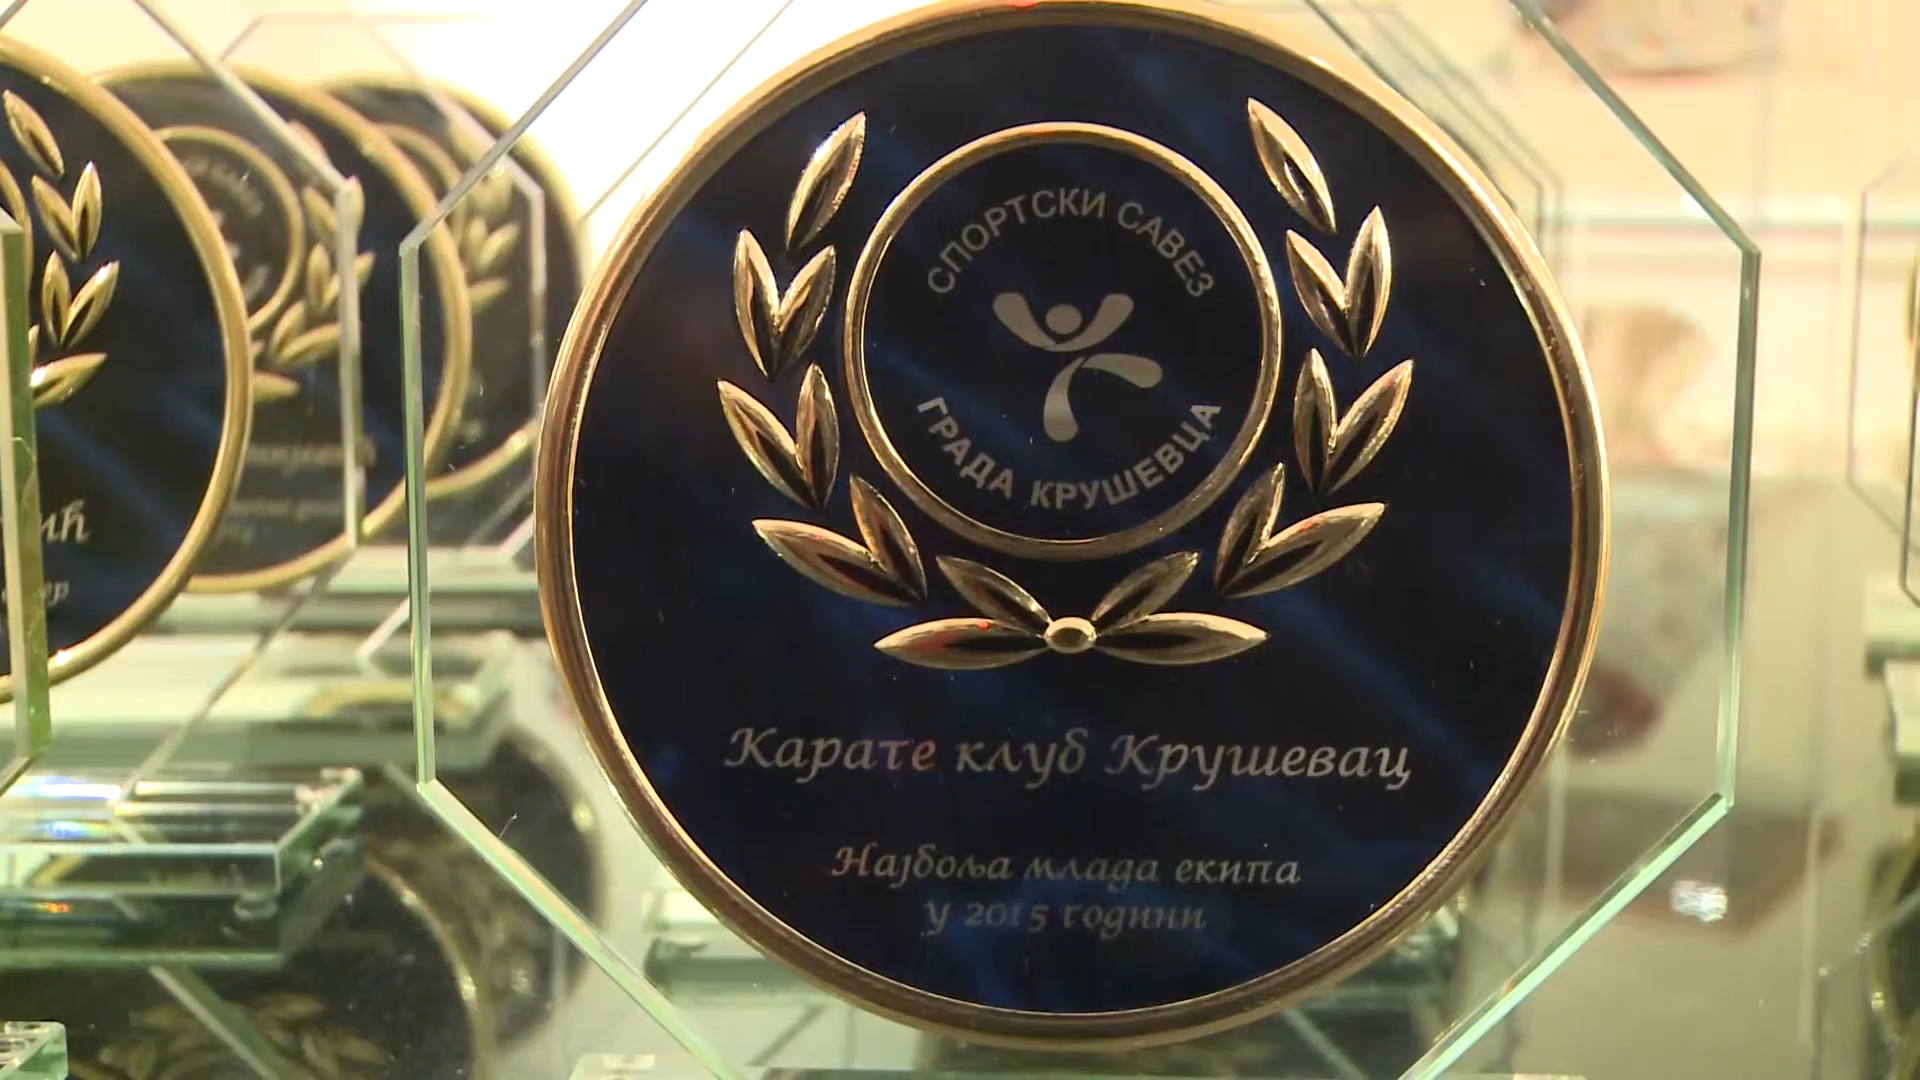 СПОРТСКИ САВЕЗ
ГРАДА КРУШЕВЦА
Карате клуб Крушевац
Најбоља млада екипа
у 2015 години